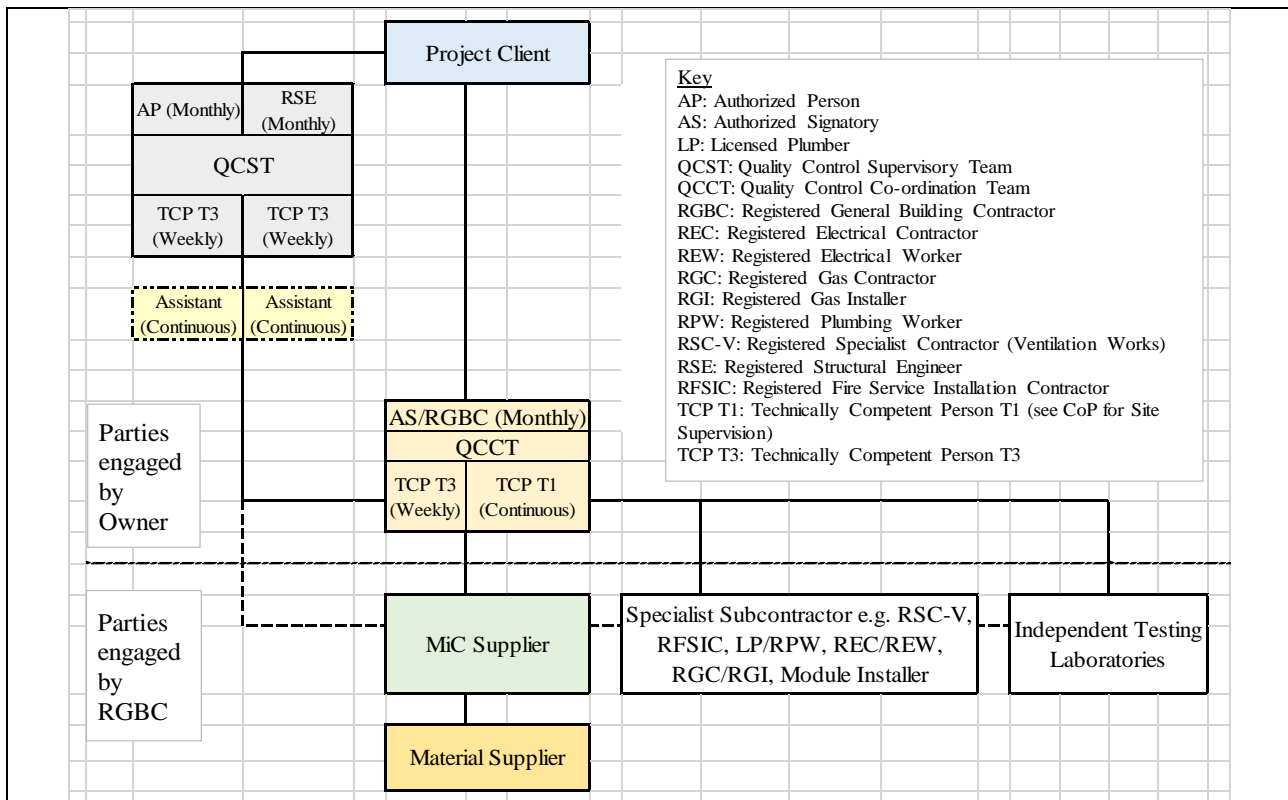 Project Client
AP (Monthly)
RSE
(Monthly)
QCST
TCP T3
(Weekly)
TCP T3
(Weekly)
Assistant
(Continuous)
Assistant
(Continuous)
Key
AP: Authorized Person
AS: Authorized Signatory
LP: Licensed Plumber
QCST: Quality Control Supervisory Team
QCCT: Quality Control Co-ordination Team
RGBC: Registered General Building Contractor
REC: Registered Electrical Contractor
REW: Registered Electrical Worker
RGC: Registered Gas Contractor
RGI: Registered Gas Installer
RPW: Registered Plumbing Worker
RSC-V: Registered Specialist Contractor (Ventilation Works)
RSE: Registered Structural Engineer
RFSIC: Registered Fire Service Installation Contractor
TCP T1: Technically Competent Person T1 (see CoP for Site
Supervision)
TCP T3: Technically Competent Person T3
Parties
engaged
by
Owner
AS/RGBC (Monthly)
QCCT
TCP T3
(Weekly)
TCP T1
(Continuous)
Parties
engaged
by
RGBC
MiC Supplier
Specialist Subcontractor e.g. RSC-V,
RFSIC, LP/RPW, REC/REW,
RGC/RGI, Module Installer
Independent Testing
Laboratories
Material Supplier